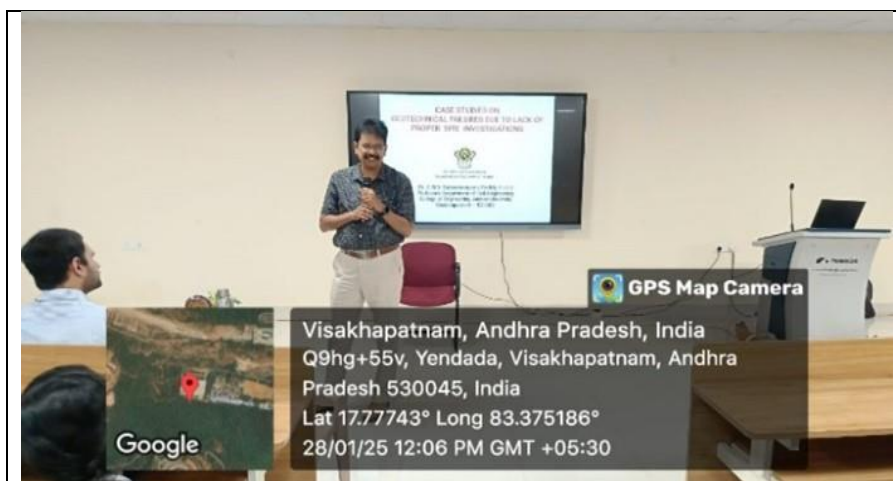 CASE STUDIES ON
GEOTECHNICAL FAILURES DUE TO LACK OF
PROPER SITE INVESTIGATIONS
GPS Map Camera
Visakhapatnam, Andhra Pradesh, India
Q9hg+55v, Yendada, Visakhapatnam, Andhra
Pradesh 530045, India
Lat 17.77743° Long 83.375186°
28/01/25 12:06 PM GMT +05:30
Google